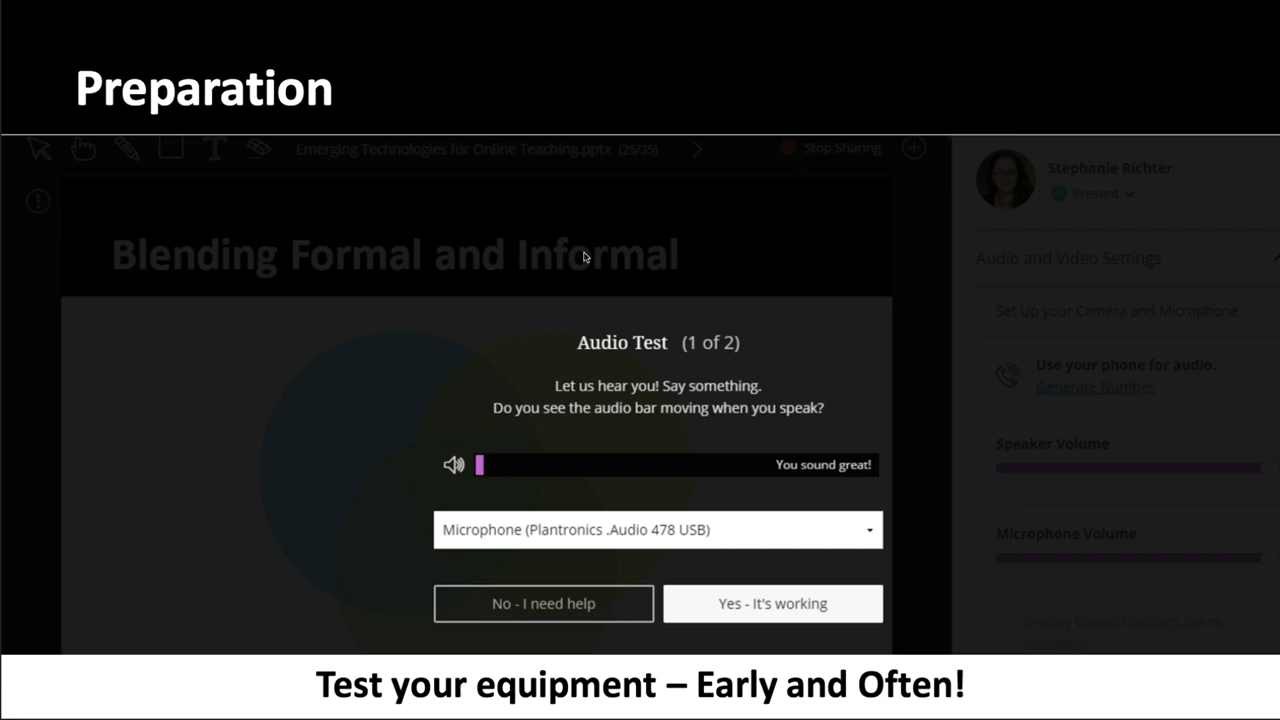 Preparation
Emerging Technologies for Online Teaching.pptx (25/35)
Stop Sharing
Stephanie Richter
Present
Blending Formal and Informal
Audio and Video Settings
Set Up your Camera and Microphone
Audio Test (1 of 2)
Use your phone for audio.
Generate Number
Let us hear you! Say something.
Do you see the audio bar moving when you speak?
Speaker Volume
You sound great!
Microphone (Plantronics .Audio 478 USB)
Microphone Volume
No - I need help
Yes - It's working
Display Closed Captions (when
Test your equipment – Early and Often!